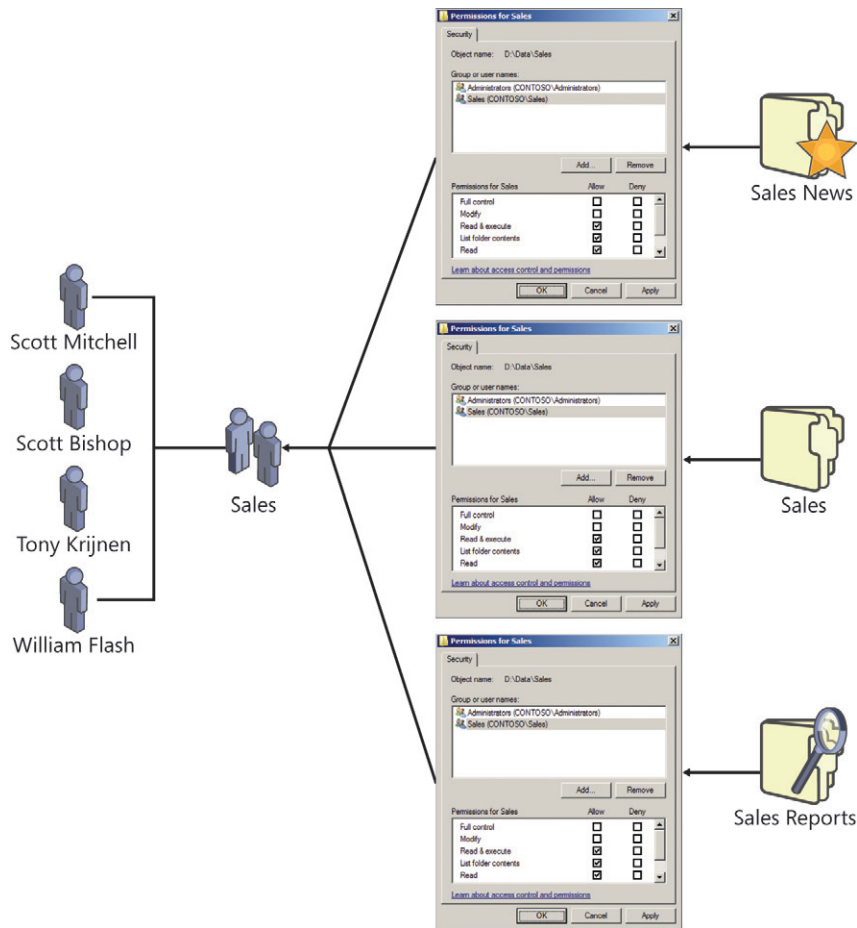 Scott Mitchell
Scott Bishop
Tony Krijnen
William Flash
Sales
Permissions for Sales
Security
Object name: D:\Data\Sales
Group or user names:
Administrators (CONTOSO\Administrators)
Sales (CONTOSO\Sales)
Add... Remove
Permissions for Sales Allow Deny
Full control
Modify
Read & execute
List folder contents
Read
Learn about access control and permissions
OK Cancel Apply
Sales News
Permissions for Sales
Security
Object name: D:\Data\Sales
Group or user names:
Administrators (CONTOSO\Administrators)
Sales (CONTOSO\Sales)
Add... Remove
Permissions for Sales Allow Deny
Full control
Modify
Read & execute
List folder contents
Read
Learn about access control and permissions
OK Cancel Apply
Sales
Permissions for Sales
Security
Object name: D:\Data\Sales
Group or user names:
Administrators (CONTOSO\Administrators)
Sales (CONTOSO\Sales)
Add... Remove
Permissions for Sales Allow Deny
Full control
Modify
Read & execute
List folder contents
Read
Learn about access control and permissions
OK Cancel Apply
Sales Reports